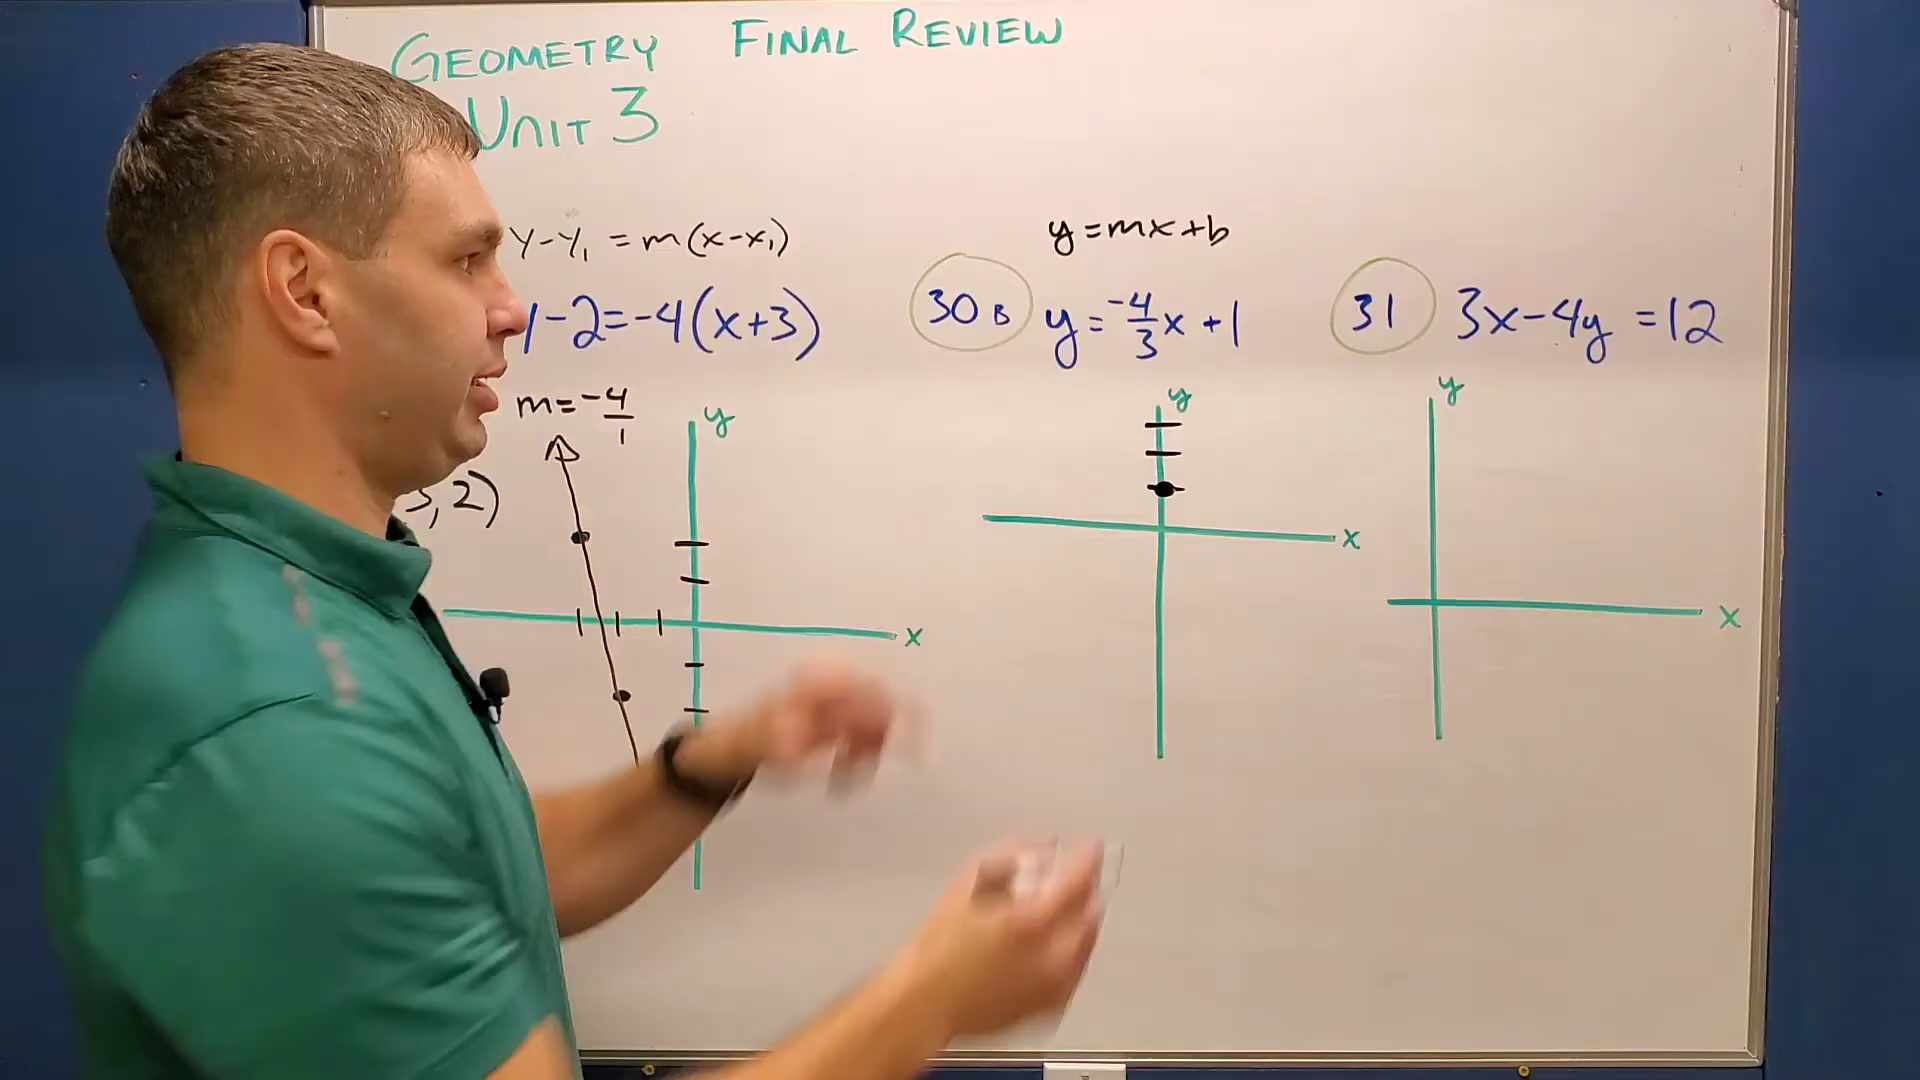 GEOMETRY FINAL REVIEW
UNIT 3
y-y₁ = m(x-x₁)
y-2=-4(x+3)
m=-4/1
3,2)
y
x
y=mx+b
30 B y=-4/3x+1
y
x
31 3x-4y=12
y
x